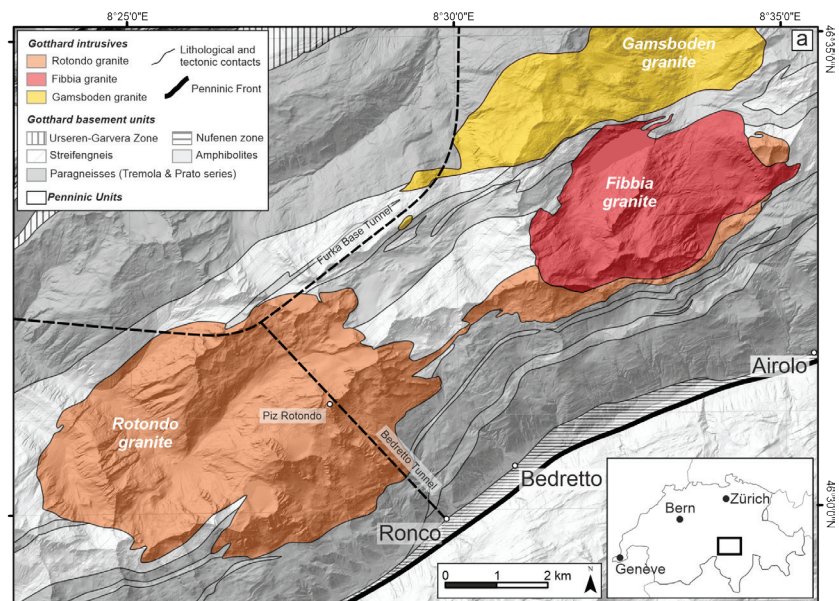 8°25'0"E
8°30'0"E
8°35'0"E
a
46°35'0"N
Gotthard intrusives
Rotondo granite
Fibbia granite
Gamsboden granite
Lithological and
tectonic contacts
Penninic Front
Gotthard basement units
Urseren-Garvera Zone
Nufenen zone
Streifengneis
Amphibolites
Paragneisses (Tremola & Prato series)
Penninic Units
Gamsboden
granite
Fibbia
granite
Furka Base Tunnel
Airolo
Piz Rotondo
Rotondo
granite
Bedretto Tunnel
Bedretto
Ronco
46°30'0"N
0 1 2 km
N
Zürich
Bern
Genève